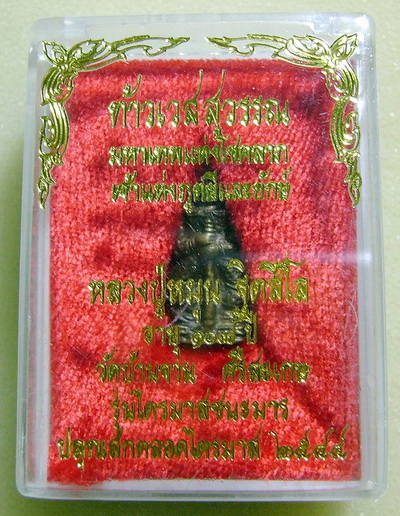 ท้าวเวสสุวรรณ
มหาเทพแห่งโชคลาภ
เจ้าแห่งภูตผีและยักษ์
หลวงปู่หมุน ฐิตสีโล
อายุ ๑๐๘ ปี
วัดบ้านจาน ศรีสะเกษ
รุ่นไตรมาสชนะมาร
ปลุกเสกตลอดไตรมาส ๒๕๔๔